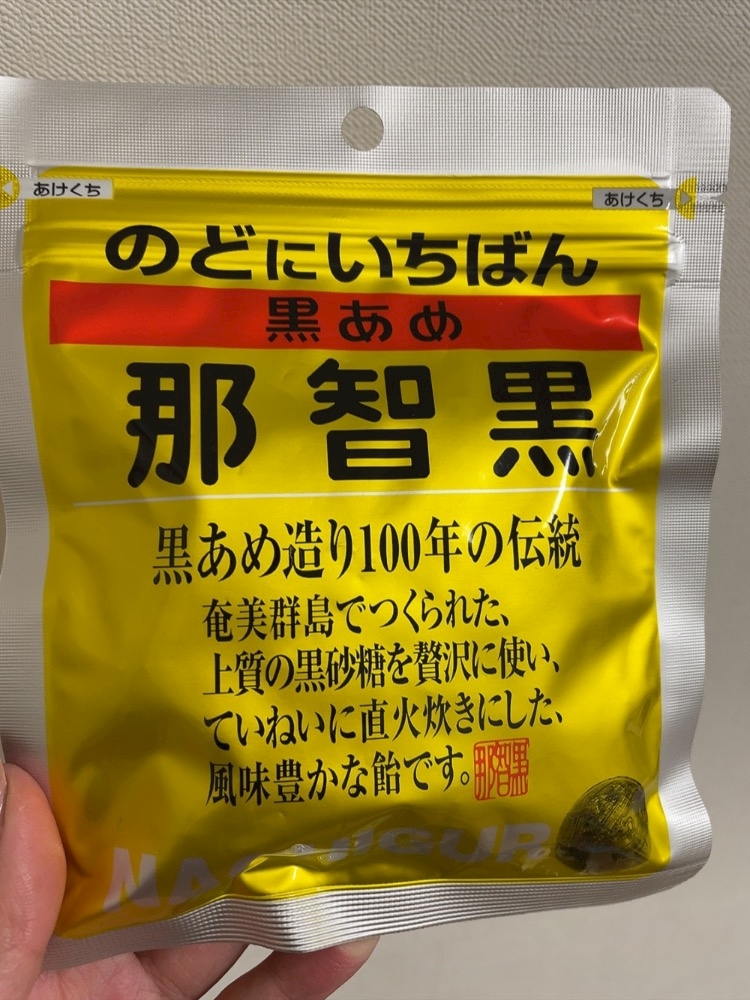 あけくち
あけくち
のどにいちばん
黒あめ
那智黒
黒あめ造り100年の伝統
奄美群島でつくられた、
上質の黒砂糖を贅沢に使い、
ていねいに直火炊きにした、
風味豊かな飴です。
那智黒